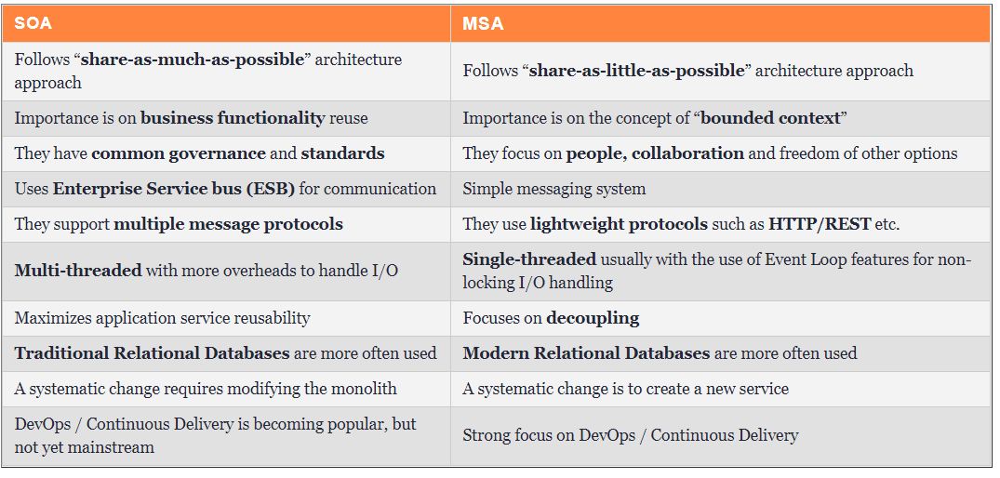 SOA
MSA
Follows “share-as-much-as-possible” architecture
approach
Follows “share-as-little-as-possible” architecture approach
Importance is on business functionality reuse
Importance is on the concept of “bounded context”
They have common governance and standards
They focus on people, collaboration and freedom of other options
Uses Enterprise Service bus (ESB) for communication
Simple messaging system
They support multiple message protocols
They use lightweight protocols such as HTTP/REST etc.
Multi-threaded with more overheads to handle I/O
Single-threaded usually with the use of Event Loop features for non-
locking I/O handling
Maximizes application service reusability
Focuses on decoupling
Traditional Relational Databases are more often used
Modern Relational Databases are more often used
A systematic change requires modifying the monolith
A systematic change is to create a new service
DevOps / Continuous Delivery is becoming popular, but
not yet mainstream
Strong focus on DevOps / Continuous Delivery